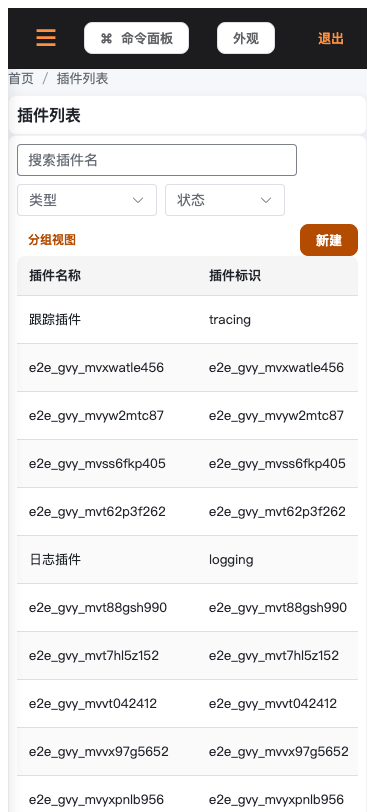 ⌘ 命令面板 外观 退出
首页 / 插件列表
插件列表
搜索插件名
类型 状态
分组视图 新建
插件名称 插件标识
跟踪插件 tracing
e2e_gvy_mvxwatle456 e2e_gvy_mvxwatle456
e2e_gvy_mvyw2mtc87 e2e_gvy_mvyw2mtc87
e2e_gvy_mvss6fkp405 e2e_gvy_mvss6fkp405
e2e_gvy_mvt62p3f262 e2e_gvy_mvt62p3f262
日志插件 logging
e2e_gvy_mvt88gsh990 e2e_gvy_mvt88gsh990
e2e_gvy_mvt7hl5z152 e2e_gvy_mvt7hl5z152
e2e_gvy_mvvt042412 e2e_gvy_mvvt042412
e2e_gvy_mvvx97g5652 e2e_gvy_mvvx97g5652
e2e_gvy_mvyxpnlb956 e2e_gvy_mvyxpnlb956